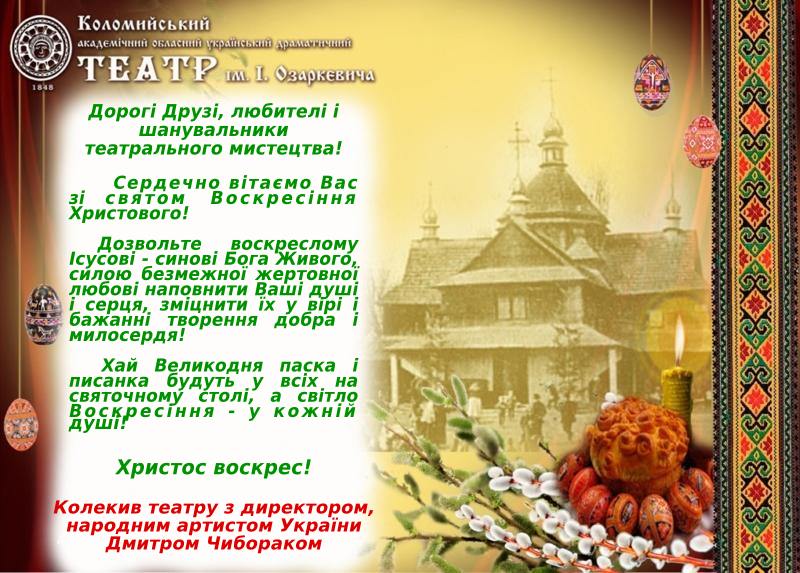 Коломийський
академічний обласний український драматичний
ТЕАТР ім. І. Озаркевича
1848
Дорогі Друзі, любителі і
шанувальники
театрального мистецтва!
Сердечно вітаємо Вас
зі святом Воскресіння
Христового!
Дозвольте воскреслому
Ісусові - синові Бога Живого,
силою безмежної жертовної
любові наповнити Ваші душі
і серця, зміцнити їх у вірі і
бажанні творення добра і
милосердя!
Хай Великодня паска і
писанка будуть у всіх на
святочному столі, а світло
Воскресіння - у кожній
душі!
Христос воскрес!
Колекив театру з директором,
народним артистом України
Дмитром Чибораком